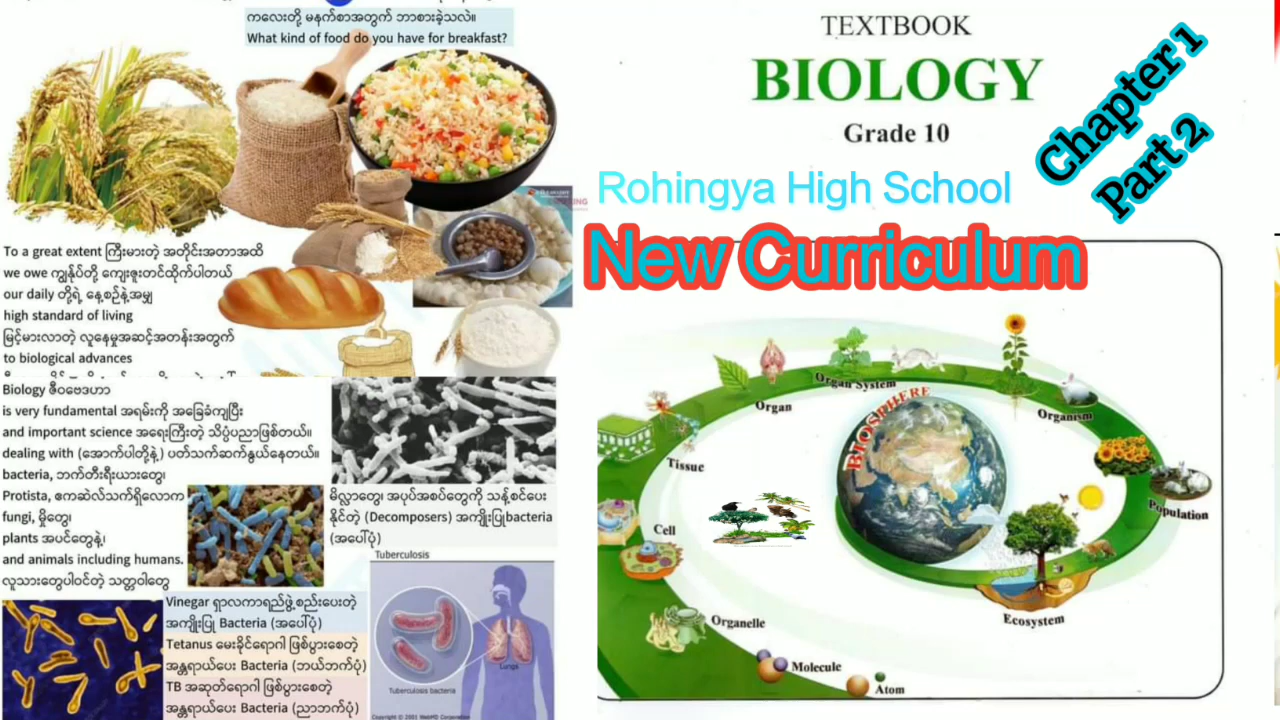 ကလေးတို့ မနက်စာအတွက် ဘာစားခဲ့သလဲ။
What kind of food do you have for breakfast?
To a great extent ကြီးမားတဲ့ အတိုင်းအတာအထိ
we owe ကျွန်ုပ်တို့ ကျေးဇူးတင်ထိုက်ပါတယ်
our daily တို့ရဲ့ နေ့စဉ်နဲ့အမျှ
high standard of living
မြင့်မားလာတဲ့ လူနေမှုအဆင့်အတန်းအတွက်
to biological advances
Biology ဇီဝဗေဒဟာ
is very fundamental အရမ်းကို အခြေခံကျပြီး
and important science အရေးကြီးတဲ့ သိပ္ပံပညာဖြစ်တယ်။
dealing with (အောက်ပါတို့နဲ့) ပတ်သက်ဆက်နွယ်နေတယ်။
bacteria, ဘက်တီးရီးယားတွေ၊
Protista, ဧကဆဲလ်သက်ရှိလောက
fungi, မှိုတွေ၊
plants အပင်တွေနဲ့၊
and animals including humans.
လူသားတွေပါဝင်တဲ့ သတ္တဝါတွေ
မိလ္လာတွေ၊ အပုပ်အစပ်တွေကို သန့်စင်ပေး
နိုင်တဲ့ (Decomposers) အကျိုးပြုbacteria
(အပေါ်ပုံ)
Vinegar ရှာလကာရည်ဖွဲ့စည်းပေးတဲ့
အကျိုးပြု Bacteria (အပေါ်ပုံ)
Tetanus မေးခိုင်ရောဂါ ဖြစ်ပွားစေတဲ့
အန္တရာယ်ပေး Bacteria (ဘယ်ဘက်ပုံ)
TB အဆုတ်ရောဂါ ဖြစ်ပွားစေတဲ့
အန္တရာယ်ပေး Bacteria (ညာဘက်ပုံ)
Tuberculosis
Lungs
Tuberculosis bacteria
Copyright © 2001 WebMD Corporation
TEXTBOOK
BIOLOGY
Grade 10
Chapter 1
Part 2
Rohingya High School
New Curriculum
BIOSPHERE
Organ System
Organ
Organism
Tissue
Population
Cell
Organelle
Ecosystem
Molecule
Atom